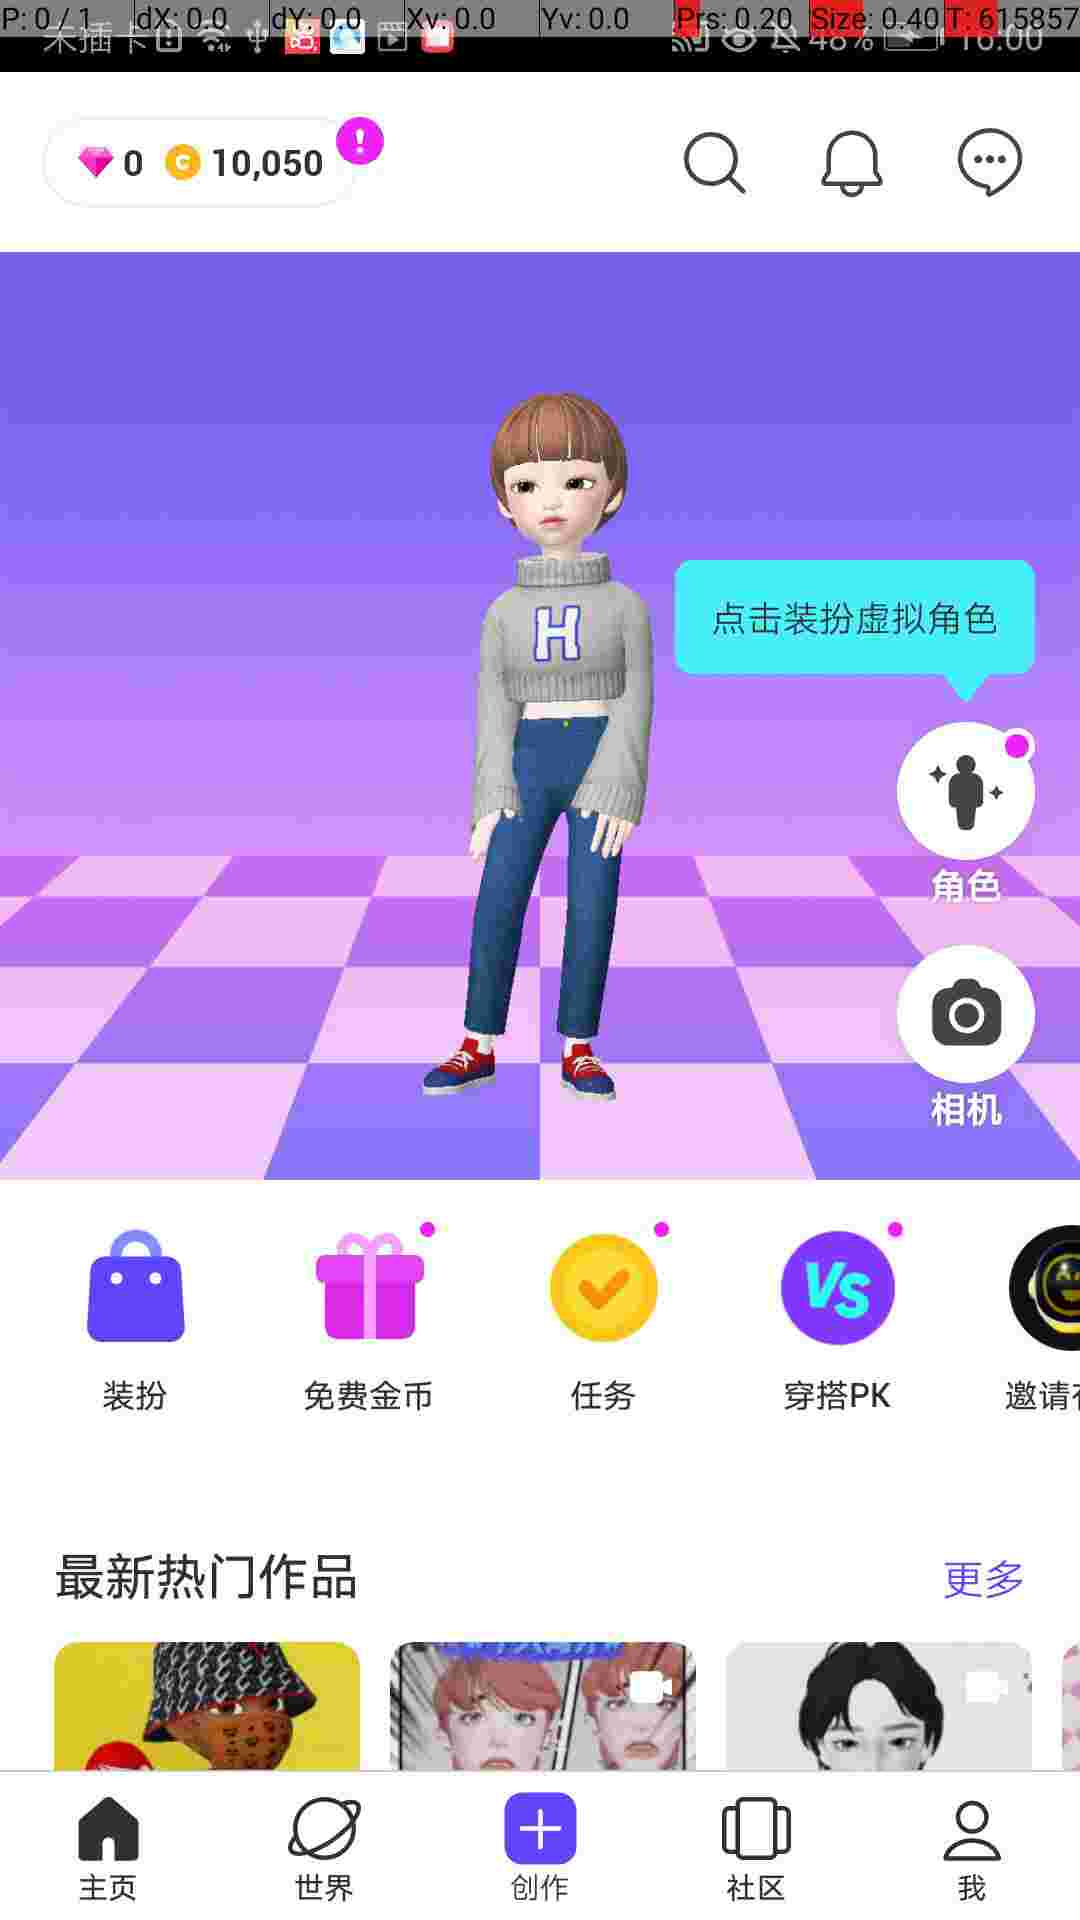 P: 0 / 1 dX: 0.0 dY: 0.0 Xv: 0.0 Yv: 0.0 Prs: 0.20 Size: 0.40 T: 615857
未插卡 48% 16:00
0 C 10,050 !
H
点击装扮虚拟角色
角色
相机
VS
装扮 免费金币 任务 穿搭PK 邀请
最新热门作品 更多
主页 世界 创作 社区 我